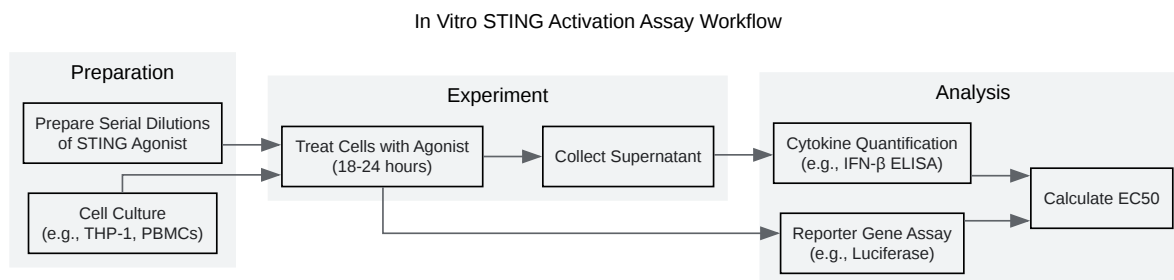 In Vitro STING Activation Assay Workflow
Preparation
Prepare Serial Dilutions
of STING Agonist
Cell Culture
(e.g., THP-1, PBMCs)
Experiment
Treat Cells with Agonist
(18-24 hours)
Collect Supernatant
Analysis
Cytokine Quantification
(e.g., IFN-β ELISA)
Reporter Gene Assay
(e.g., Luciferase)
Calculate EC50